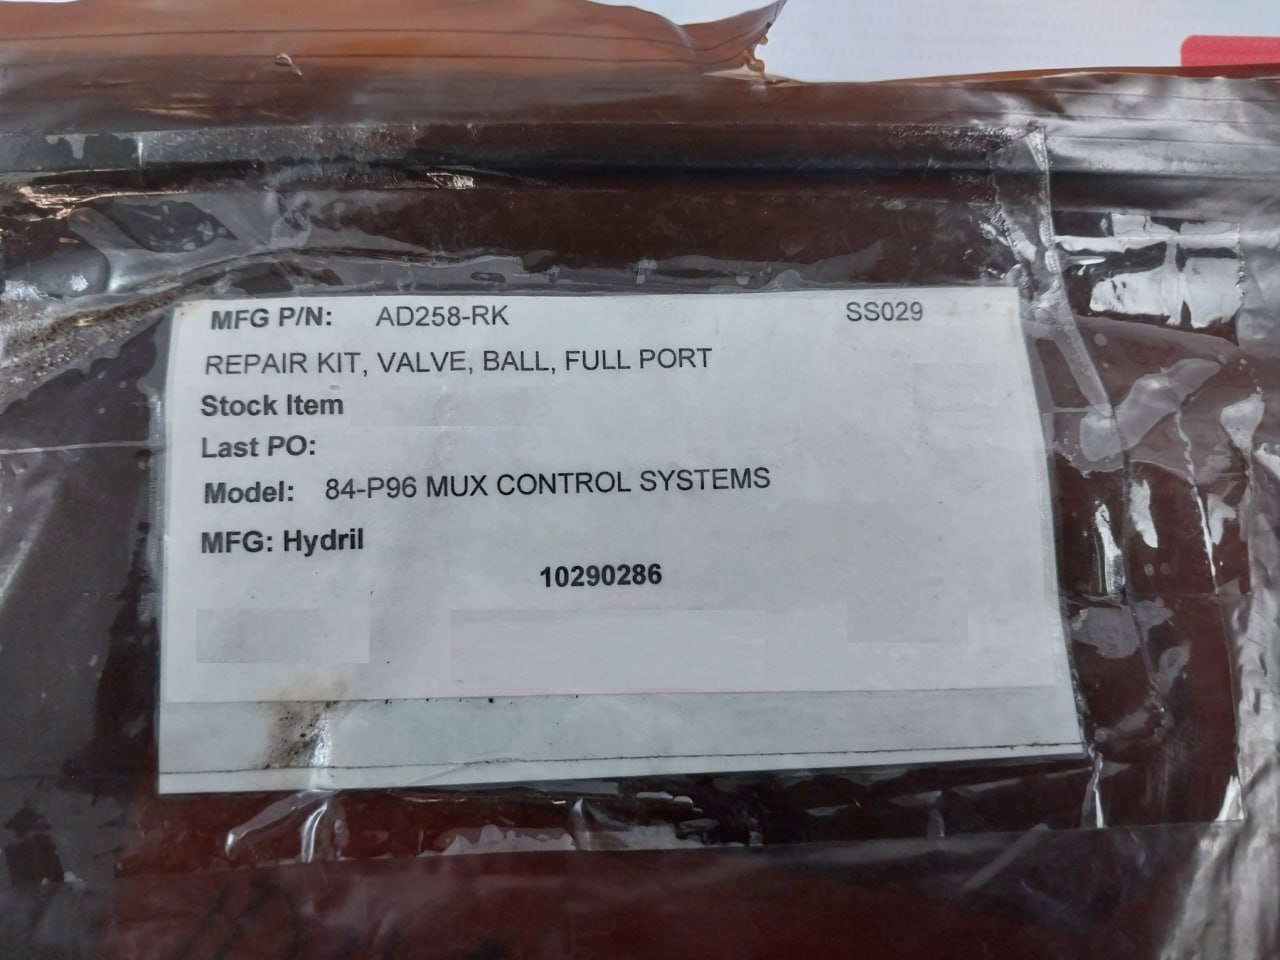 MFG P/N: AD258-RK SS029
REPAIR KIT, VALVE, BALL, FULL PORT
Stock Item
Last PO:
Model: 84-P96 MUX CONTROL SYSTEMS
MFG: Hydril
10290286